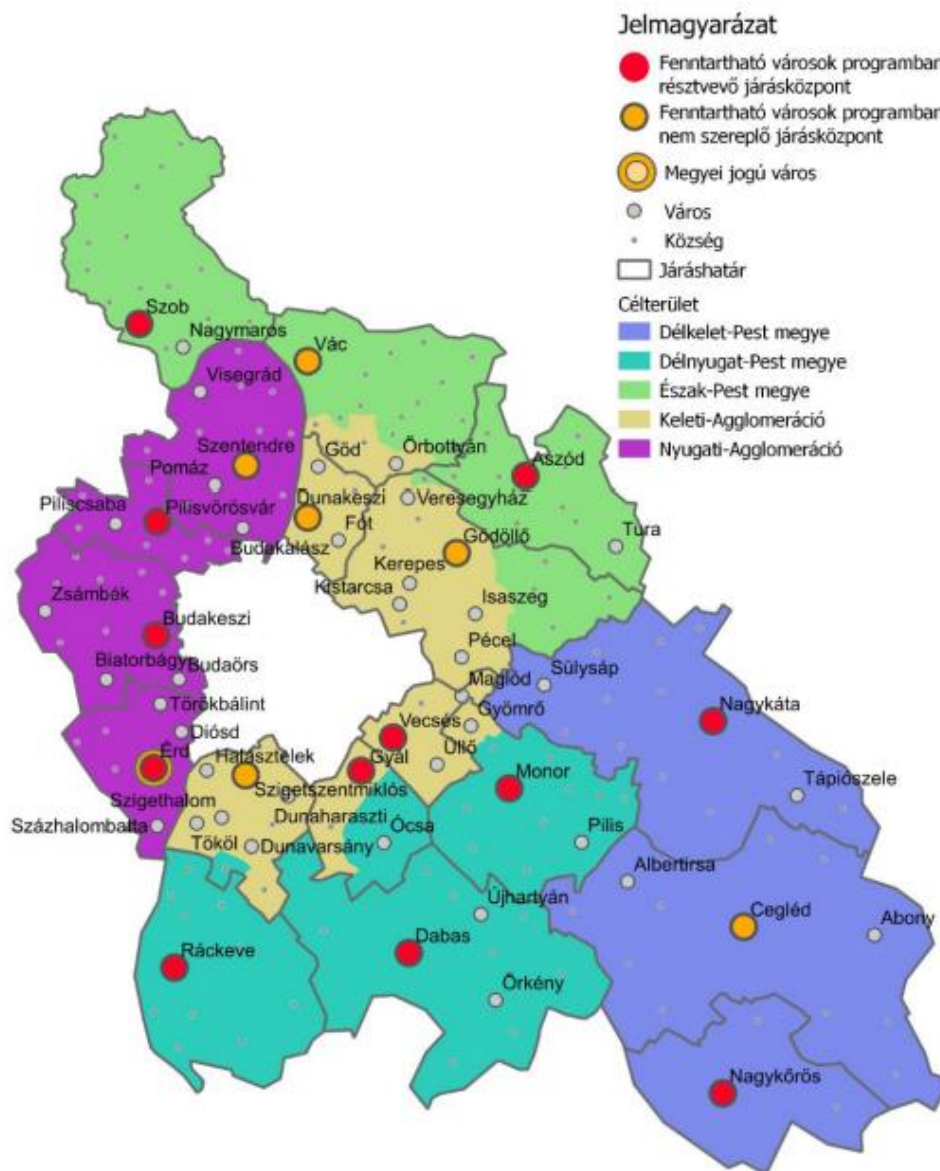 Jelmagyarázat
Fenntartható városok programban
résztvevő járásközpont
Fenntartható városok programban
nem szereplő járásközpont
Megyei jogú város
Város
Község
Járáshatár
Célterület
Délkelet-Pest megye
Délnyugat-Pest megye
Észak-Pest megye
Keleti-Agglomeráció
Nyugati-Agglomeráció
Szob
Nagymaros
Vác
Visegrád
Szentendre
Göd
Őrbottyán
Aszód
Pomáz
Piliscsaba
Pilisvörösvár
Dunakeszi
Veresegyház
Fót
Gödöllő
Tura
Budakalász
Kerepes
Kistarcsa
Zsámbék
Isaszeg
Budakeszi
Pécel
Biatorbágy
Budaörs
Sülysáp
Maglód
Törökbálint
Gyömrő
Nagykáta
Diósd
Vecsés
Érd
Halásztelek
Gyál
Üllő
Monor
Szigethalom
Szigetszentmiklós
Tápiószele
Százhalombatta
Dunaharaszti
Tököl
Dunavarsány
Ócsa
Pilis
Albertirsa
Újhartyán
Cegléd
Abony
Ráckeve
Dabas
Örkény
Nagykőrös